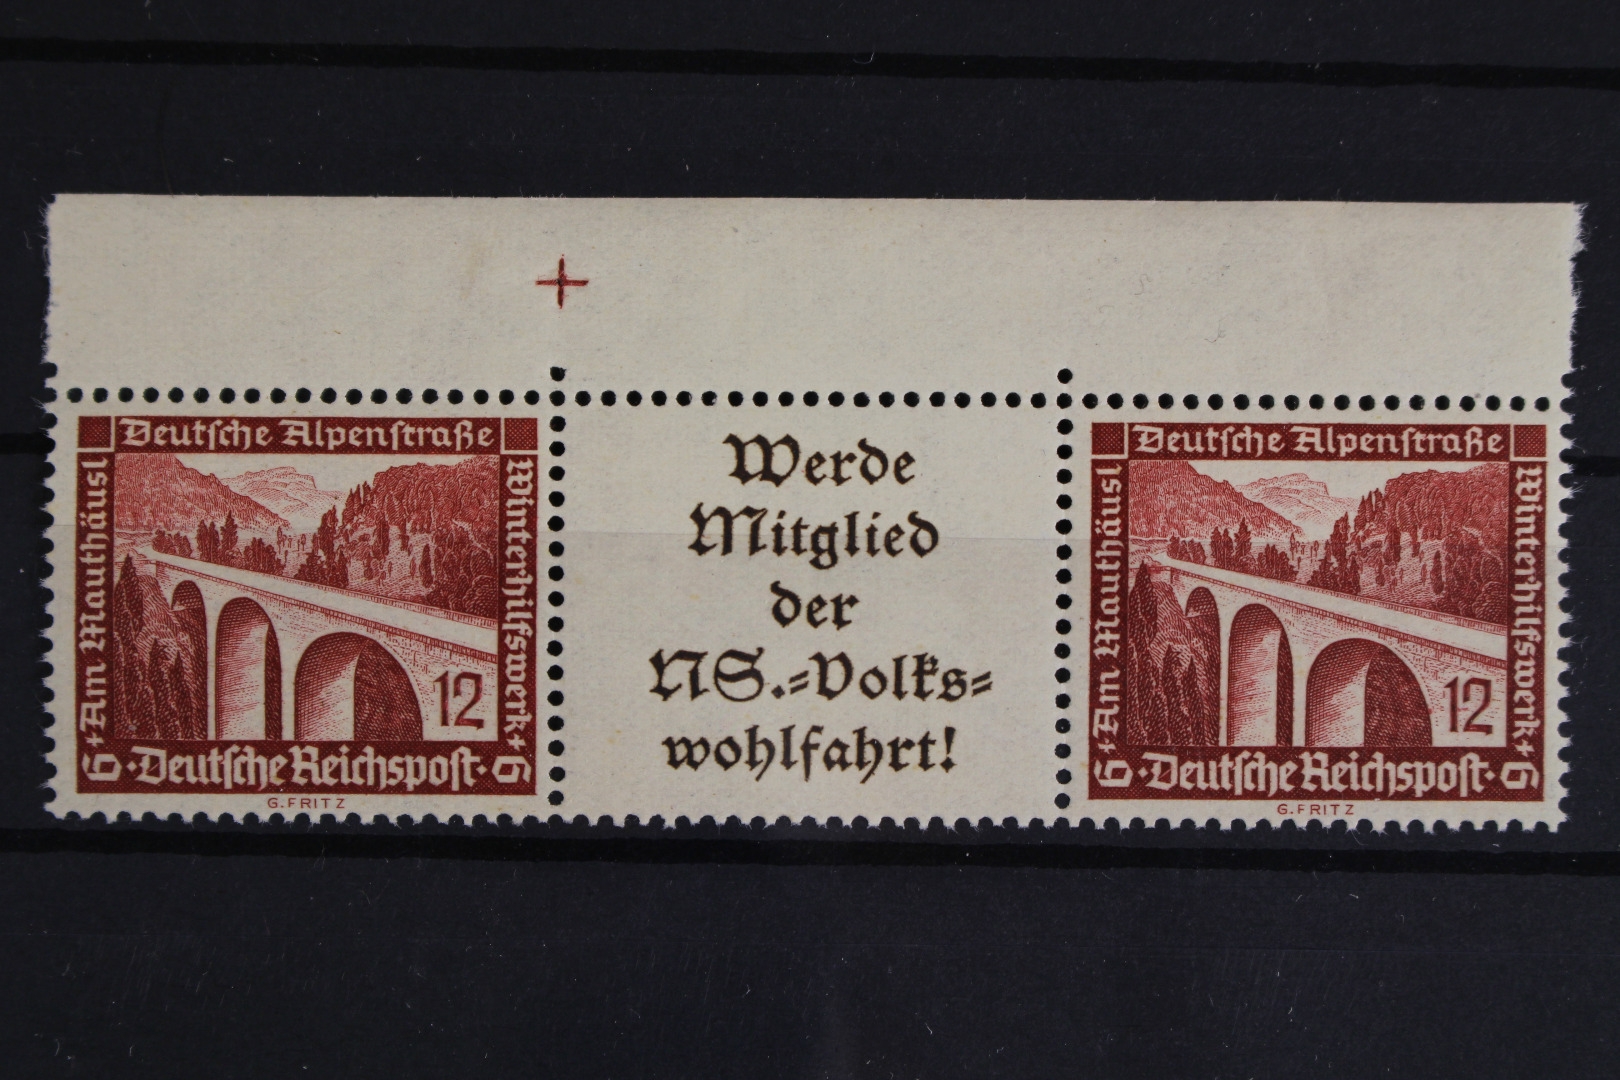 Deutsche Alpenstraße
Am Mauthäusl
Winterhilfswerk
12
6 Deutsche Reichspost 6
G. FRITZ
Werde
Mitglied
der
NS.-Volks-
wohlfahrt!
Deutsche Alpenstraße
Am Mauthäusl
Winterhilfswerk
12
6 Deutsche Reichspost 6
G. FRITZ